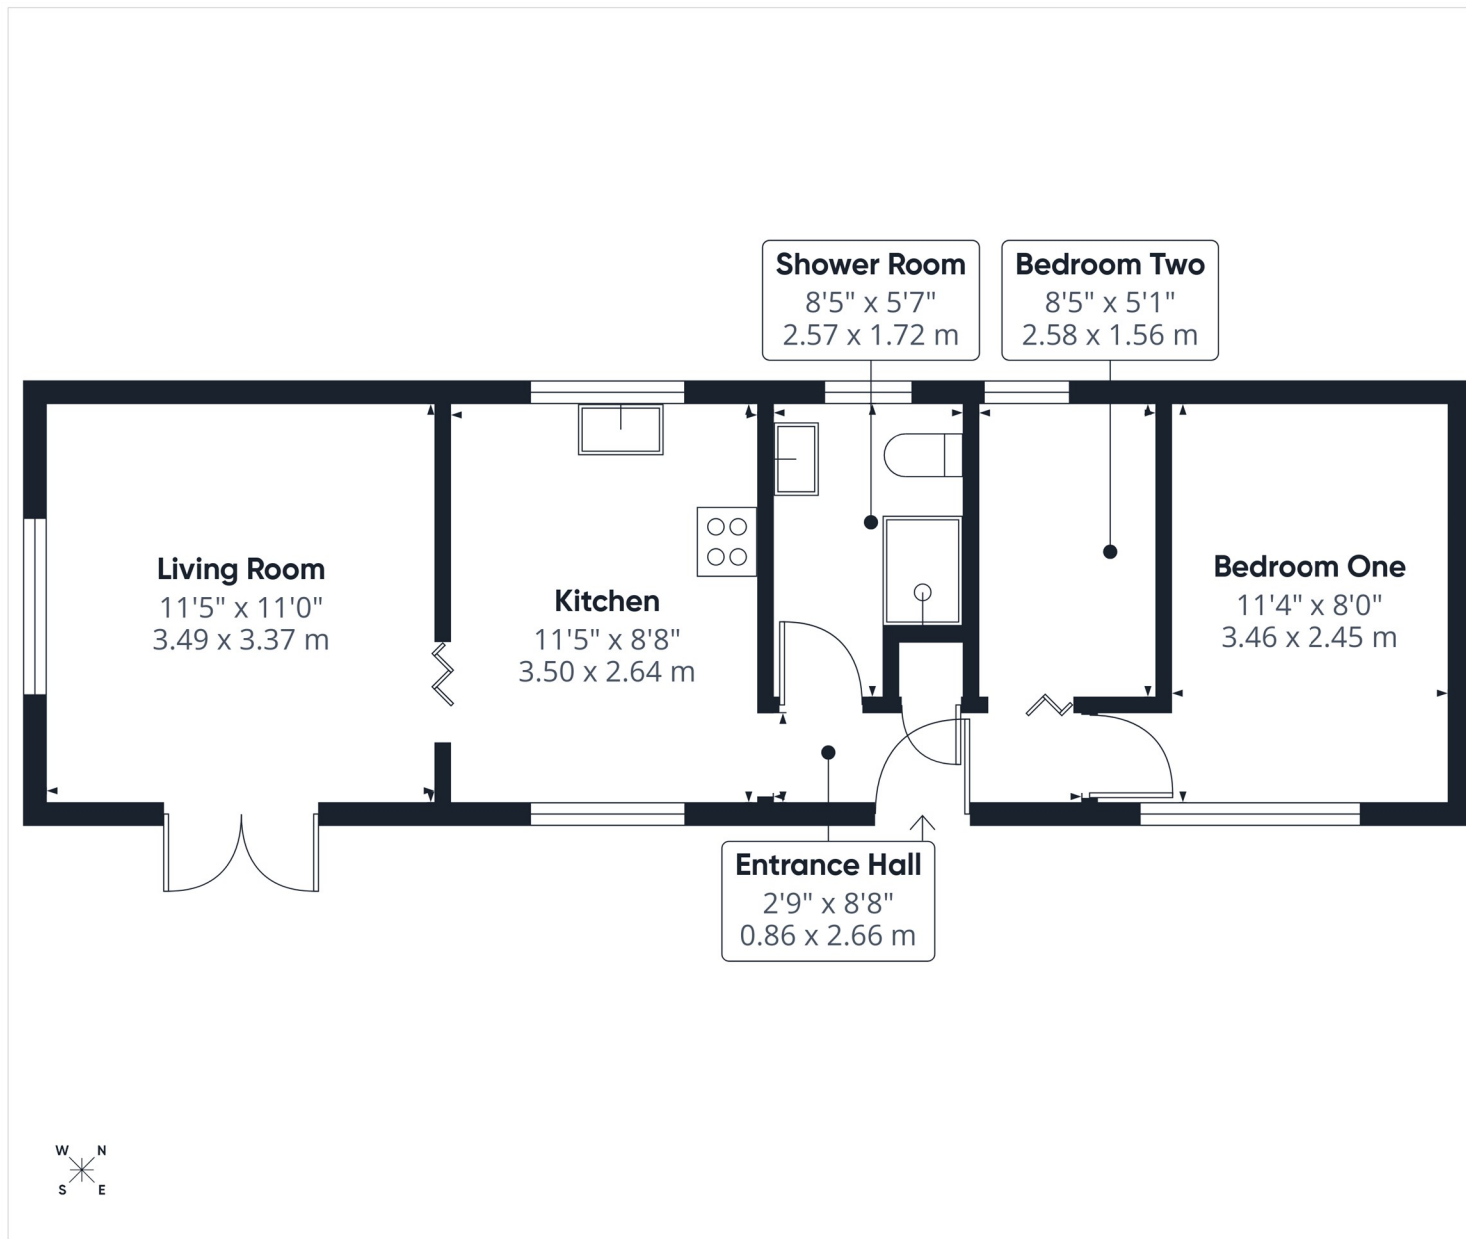 Shower Room
8'5" x 5'7"
2.57 x 1.72 m
Bedroom Two
8'5" x 5'1"
2.58 x 1.56 m
Living Room
11'5" x 11'0"
3.49 x 3.37 m
Kitchen
11'5" x 8'8"
3.50 x 2.64 m
Bedroom One
11'4" x 8'0"
3.46 x 2.45 m
Entrance Hall
2'9" x 8'8"
0.86 x 2.66 m
W N
S E